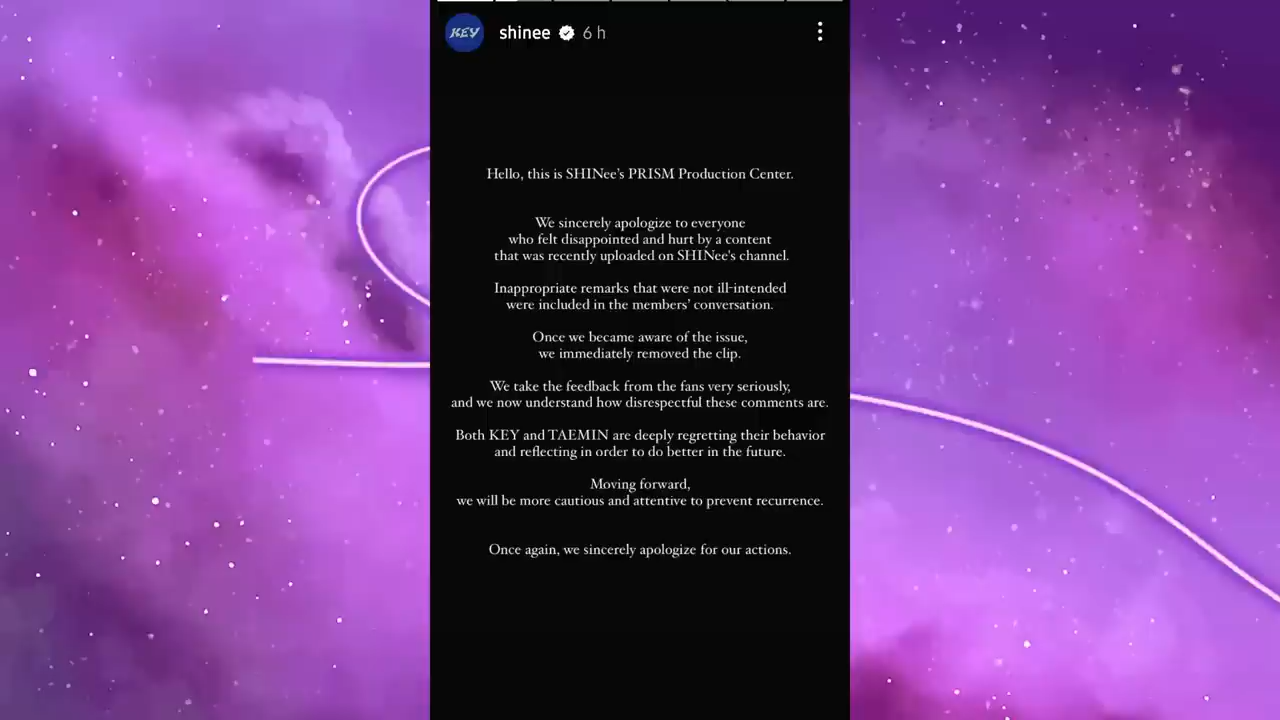 KEY
shinee 6 h
Hello, this is SHINee's PRISM Production Center.
We sincerely apologize to everyone
who felt disappointed and hurt by a content
that was recently uploaded on SHINee's channel.
Inappropriate remarks that were not ill-intended
were included in the members' conversation.
Once we became aware of the issue,
we immediately removed the clip.
We take the feedback from the fans very seriously,
and we now understand how disrespectful these comments are.
Both KEY and TAEMIN are deeply regretting their behavior
and reflecting in order to do better in the future.
Moving forward,
we will be more cautious and attentive to prevent recurrence.
Once again, we sincerely apologize for our actions.